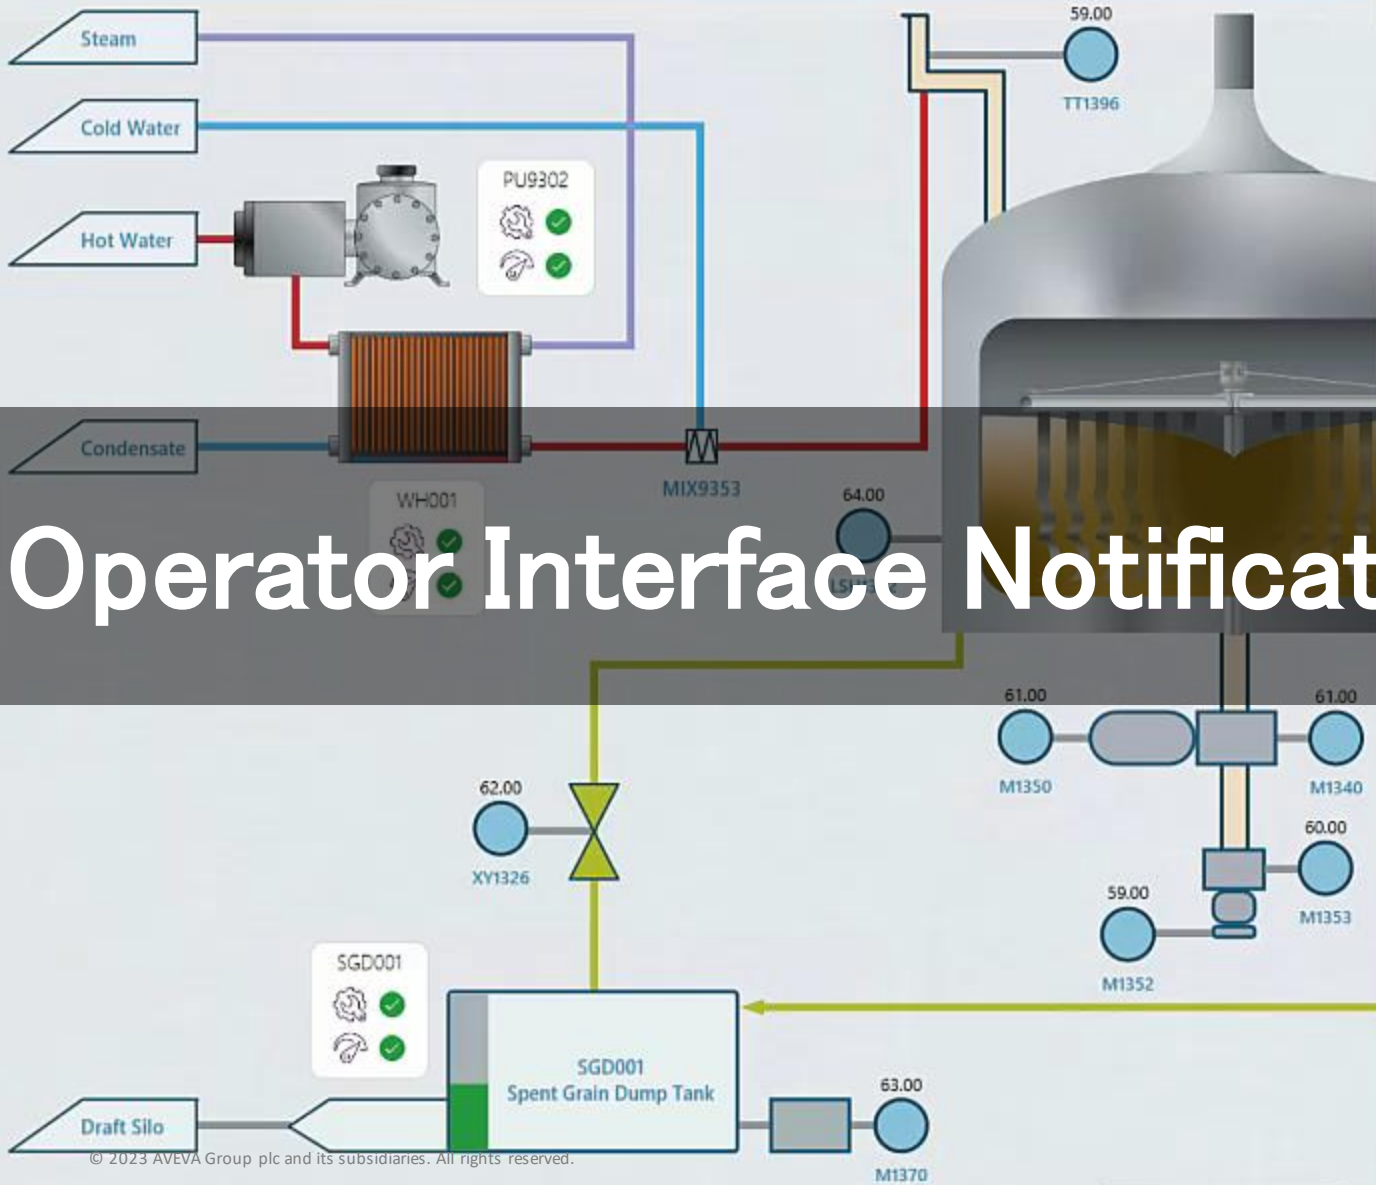 59.00
Steam
TT1396
Cold Water
PU9302
Hot Water
Condensate
MIX9353
WH001
64.00
Operator Interface Notificat
61.00
61.00
M1350
M1340
62.00
XY1326
60.00
M1353
59.00
M1352
SGD001
SGD001
Spent Grain Dump Tank
63.00
Draft Silo
© 2023 AVEVA Group plc and its subsidiaries. All rights reserved.
M1370